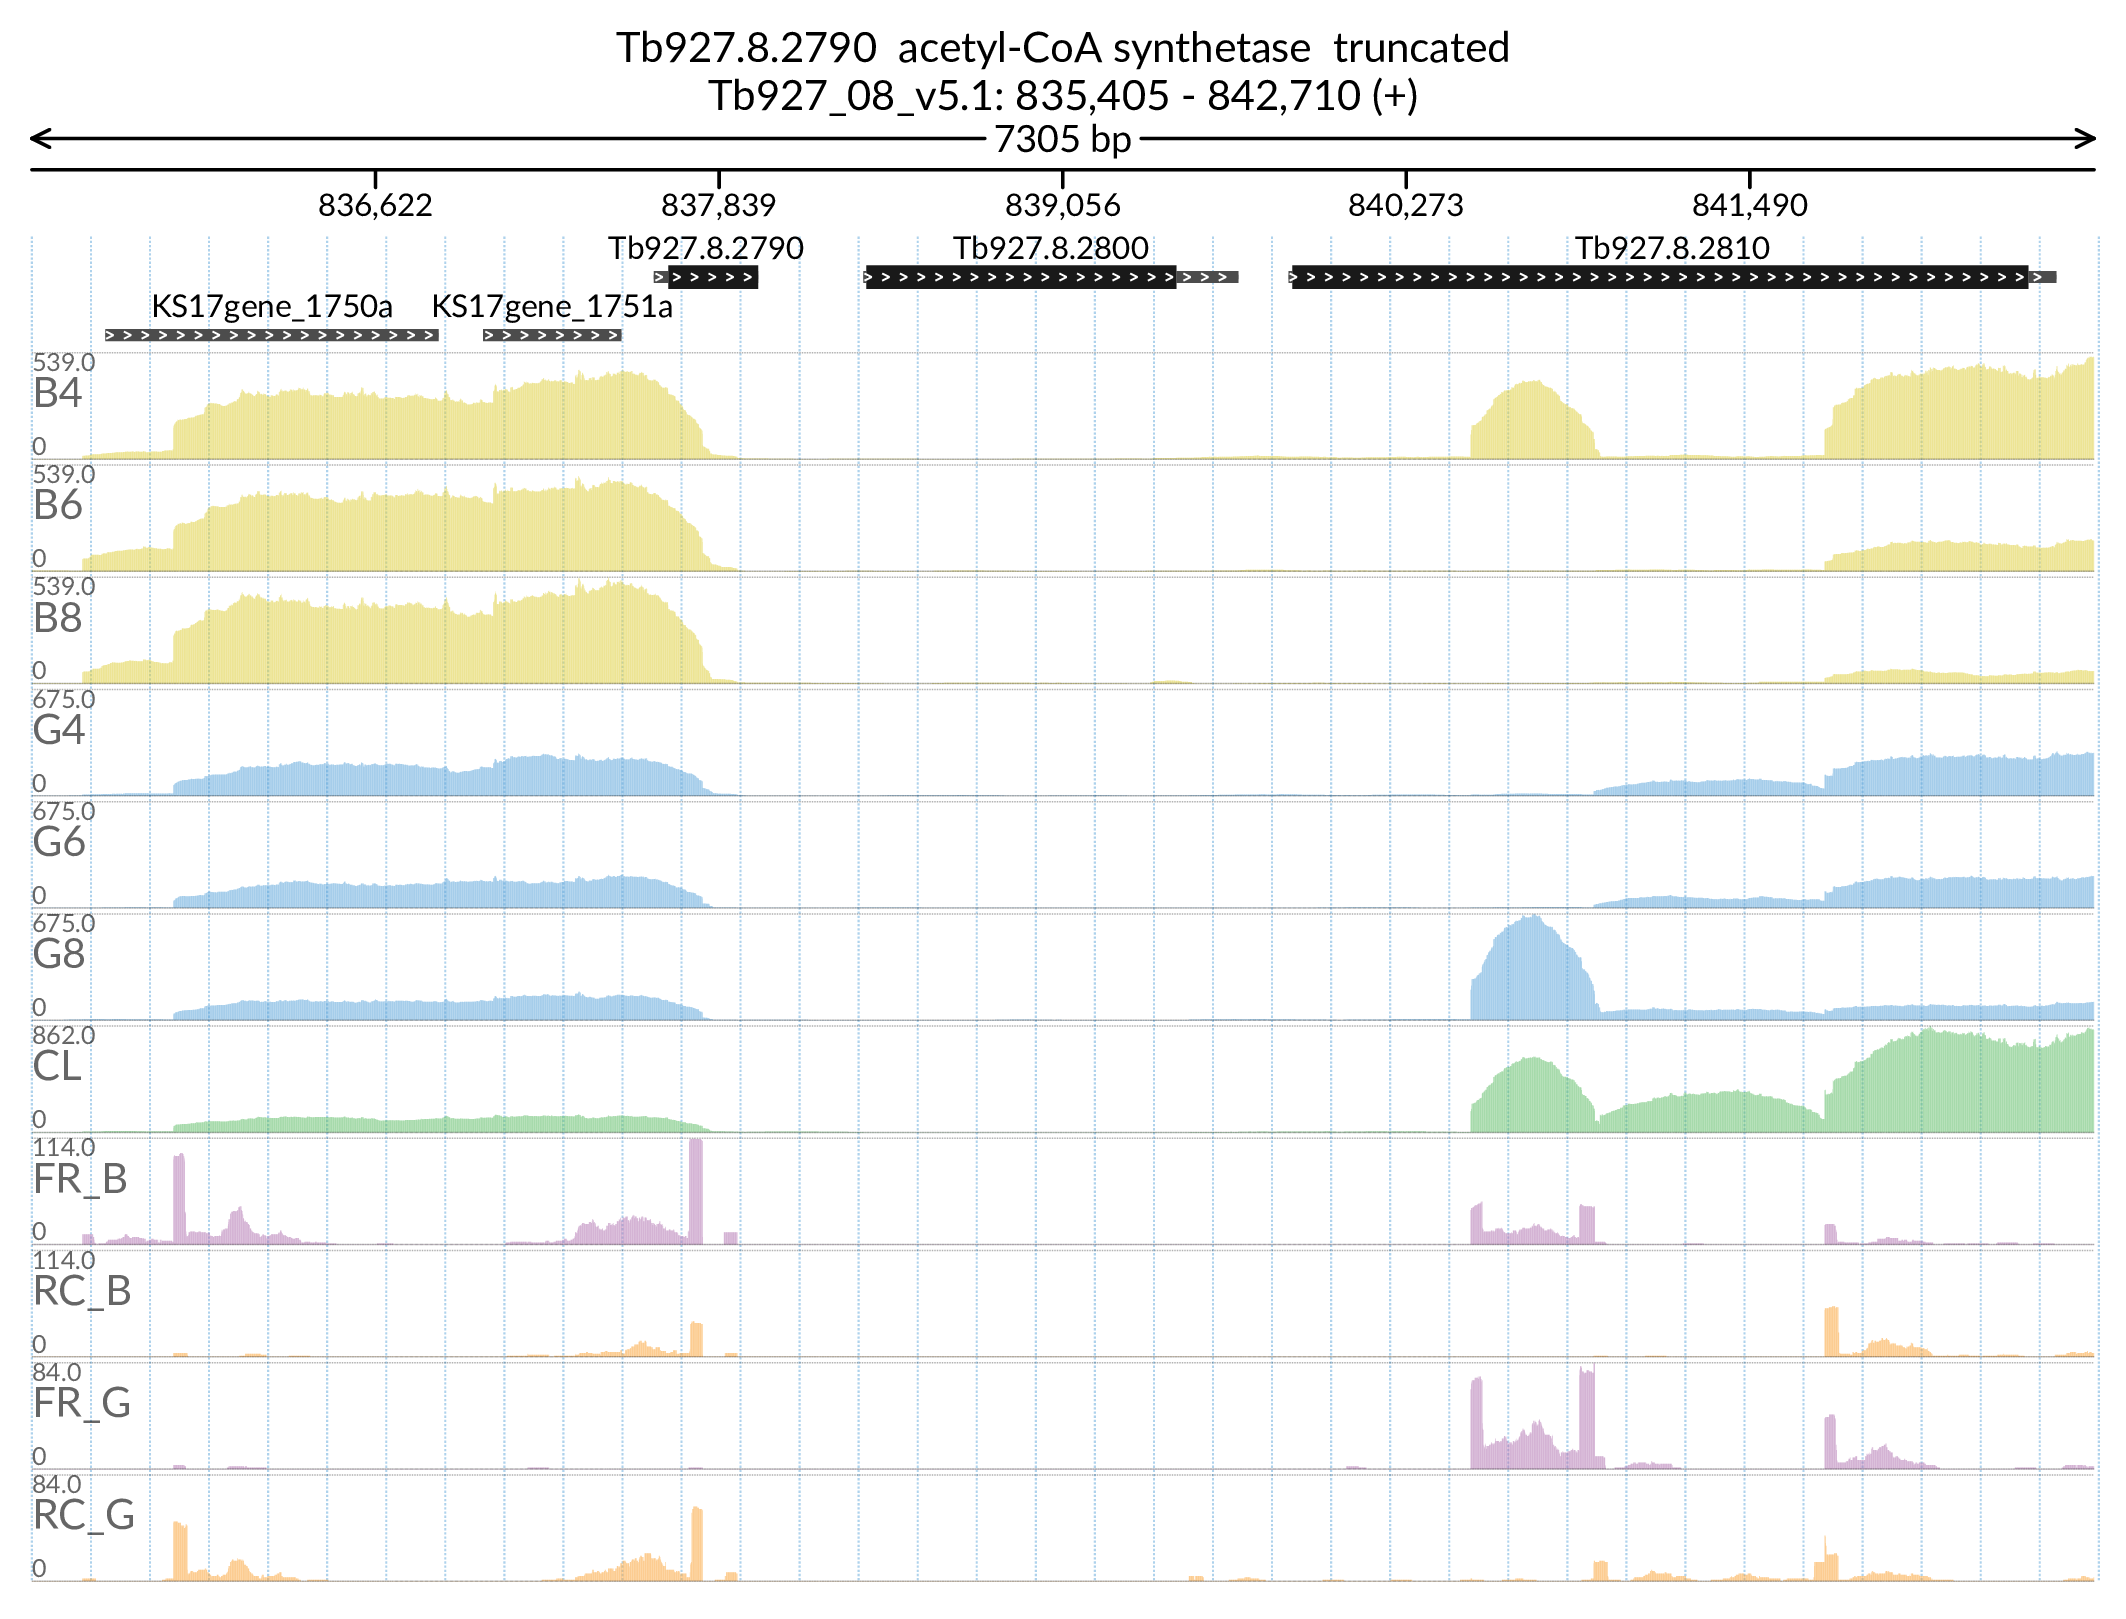 Tb927.8.2790 acetyl-CoA synthetase truncated
Tb927_08_v5.1: 835,405 - 842,710 (+)
7305 bp
836,622 837,839 839,056 840,273 841,490
Tb927.8.2790 Tb927.8.2800 Tb927.8.2810
KS17gene_1750a KS17gene_1751a
539.0
B4
0
539.0
B6
0
539.0
B8
0
675.0
G4
0
675.0
G6
0
675.0
G8
0
862.0
CL
0
114.0
FR_B
0
114.0
RC_B
0
84.0
FR_G
0
84.0
RC_G
0